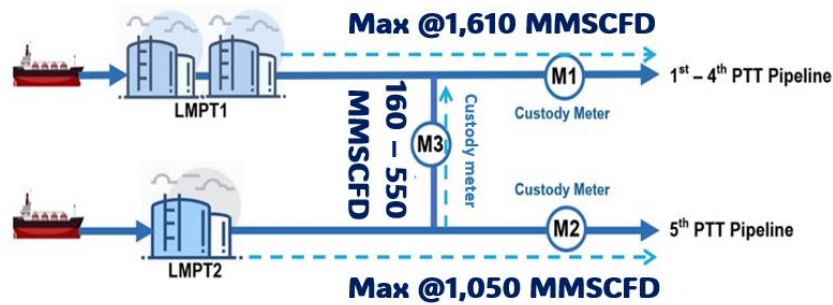 Max @1,610 MMSCFD
LMPT1
M1
1st – 4th PTT Pipeline
Custody Meter
160 – 550
MMSCFD
M3
Custody meter
Custody Meter
LMPT2
M2
5th PTT Pipeline
Max @1,050 MMSCFD